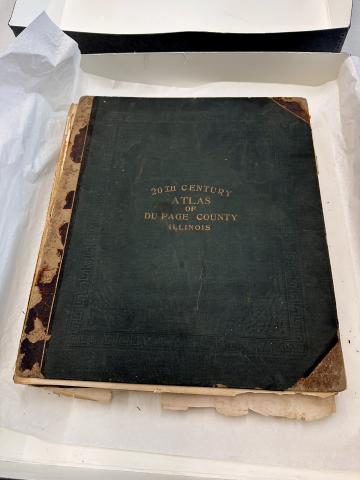 20TH CENTURY
ATLAS
OF
DU PAGE COUNTY
ILLINOIS